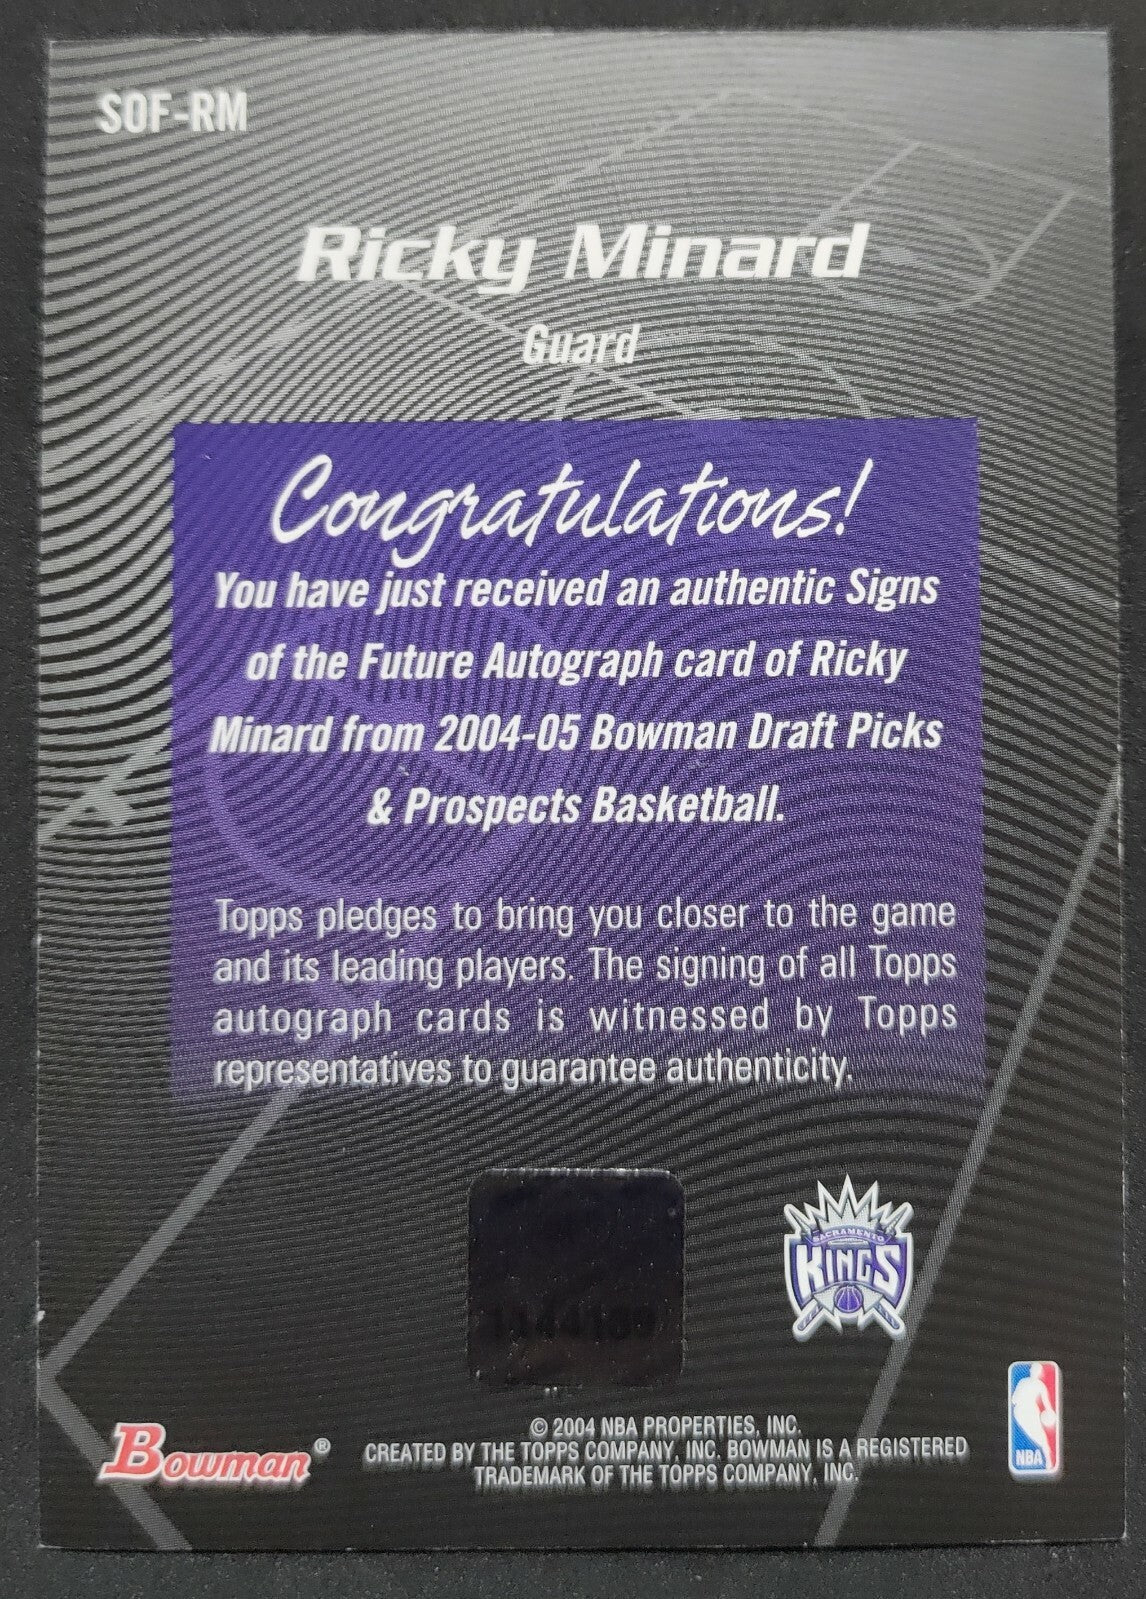 SOF-RM
Ricky Minard
Guard
Congratulations!
You have just received an authentic Signs
of the Future Autograph card of Ricky
Minard from 2004-05 Bowman Draft Picks
& Prospects Basketball.
Topps pledges to bring you closer to the game
and its leading players. The signing of all Topps
autograph cards is witnessed by Topps
representatives to guarantee authenticity.
SACRAMENTO
KINGS
NBA
Bowman®
© 2004 NBA PROPERTIES, INC.
CREATED BY THE TOPPS COMPANY, INC. BOWMAN IS A REGISTERED
TRADEMARK OF THE TOPPS COMPANY, INC.